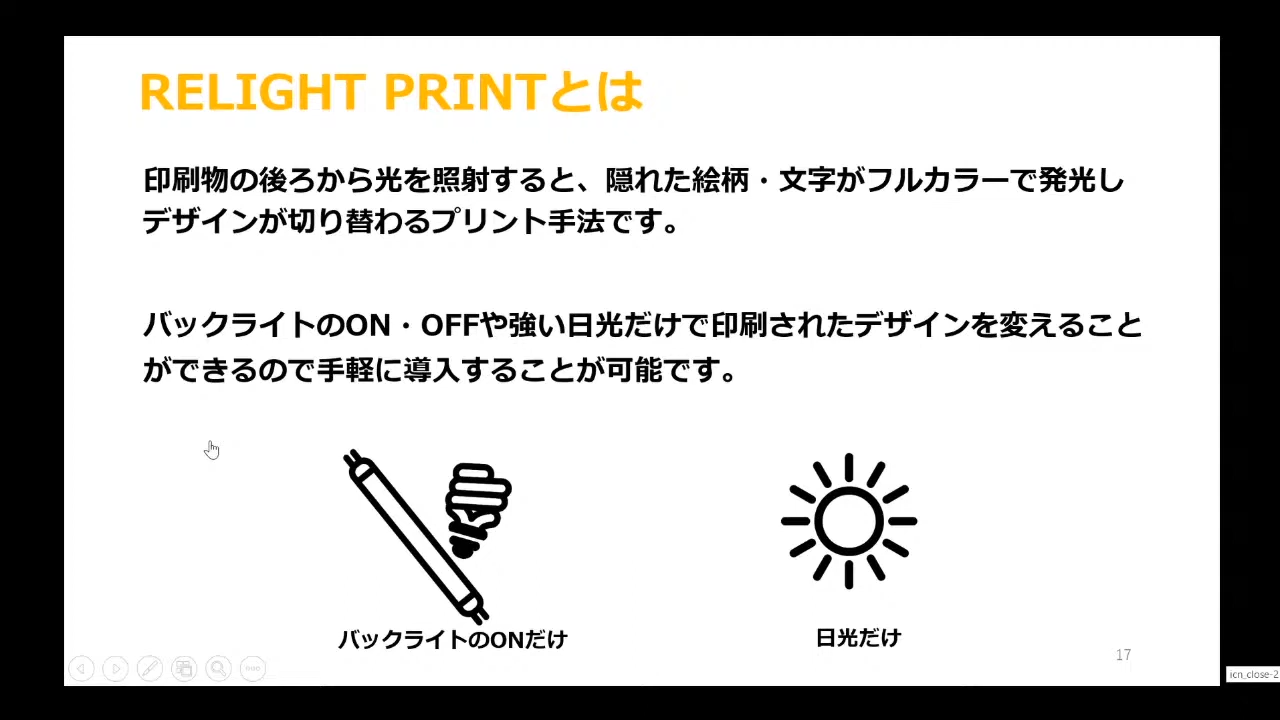 RELIGHT PRINTとは
印刷物の後ろから光を照射すると、隠れた絵柄・文字がフルカラーで発光し
デザインが切り替わるプリント手法です。
バックライトのON・OFFや強い日光だけで印刷されたデザインを変えること
ができるので手軽に導入することが可能です。
バックライトのONだけ
日光だけ
17
icn_close-2